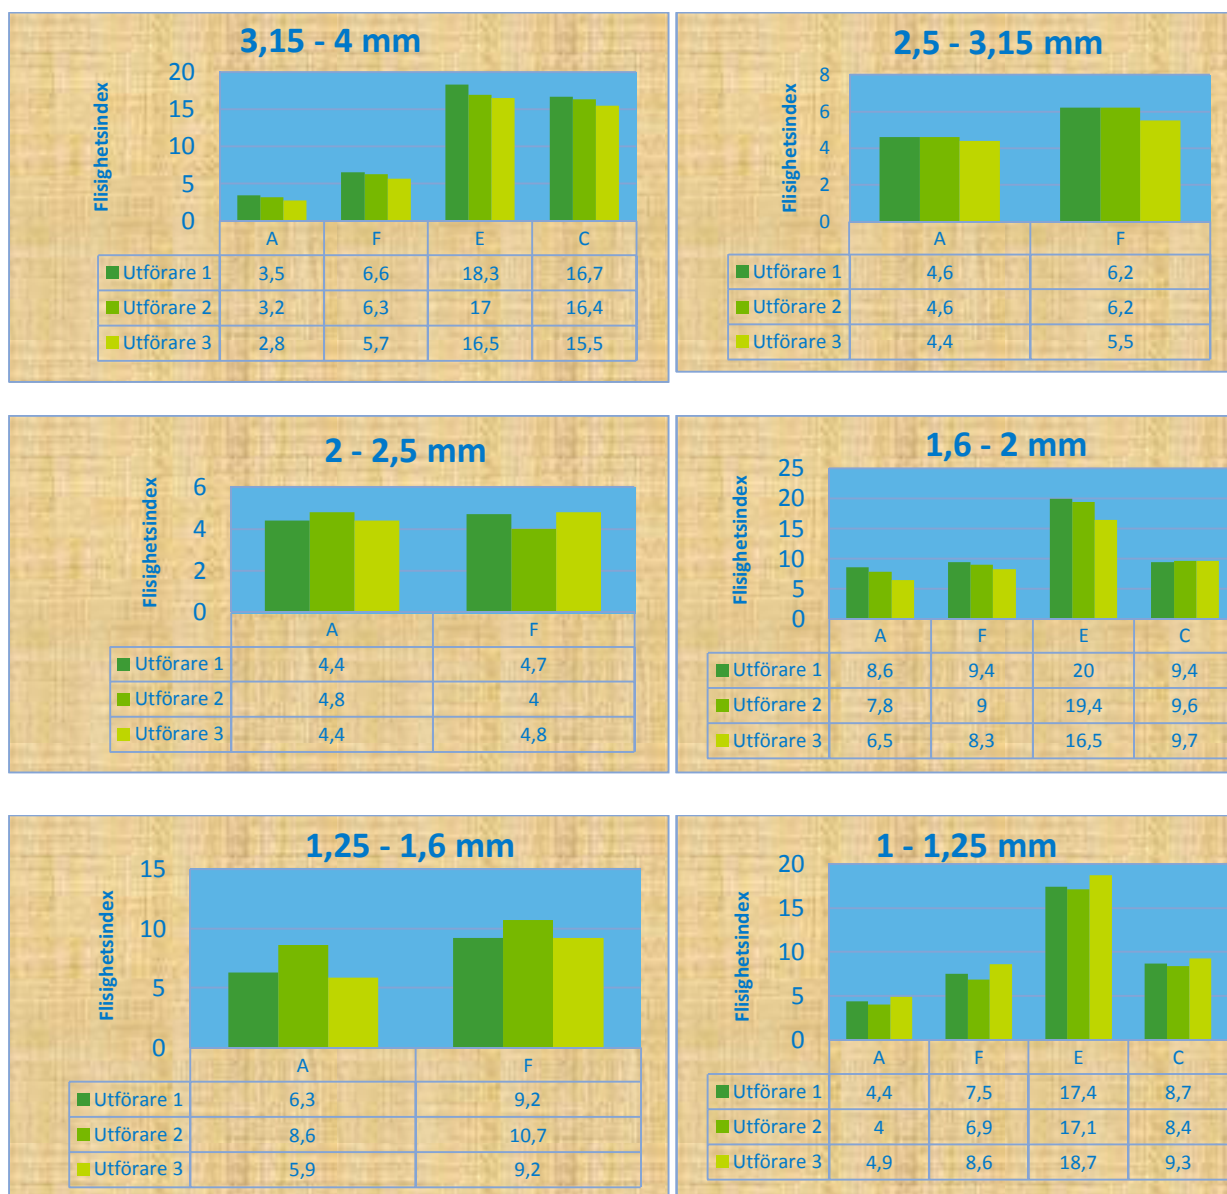 3,15 - 4 mm
Flisighetsindex
20
15
10
5
0
A F E C
Utförare 1 3,5 6,6 18,3 16,7
Utförare 2 3,2 6,3 17 16,4
Utförare 3 2,8 5,7 16,5 15,5
2,5 - 3,15 mm
Flisighetsindex
8
6
4
2
0
A F
Utförare 1 4,6 6,2
Utförare 2 4,6 6,2
Utförare 3 4,4 5,5
2 - 2,5 mm
Flisighetsindex
6
4
2
0
A F
Utförare 1 4,4 4,7
Utförare 2 4,8 4
Utförare 3 4,4 4,8
1,6 - 2 mm
Flisighetsindex
25
20
15
10
5
0
A F E C
Utförare 1 8,6 9,4 20 9,4
Utförare 2 7,8 9 19,4 9,6
Utförare 3 6,5 8,3 16,5 9,7
1,25 - 1,6 mm
Flisighetsindex
15
10
5
0
A F
Utförare 1 6,3 9,2
Utförare 2 8,6 10,7
Utförare 3 5,9 9,2
1 - 1,25 mm
Flisighetsindex
20
15
10
5
0
A F E C
Utförare 1 4,4 7,5 17,4 8,7
Utförare 2 4 6,9 17,1 8,4
Utförare 3 4,9 8,6 18,7 9,3